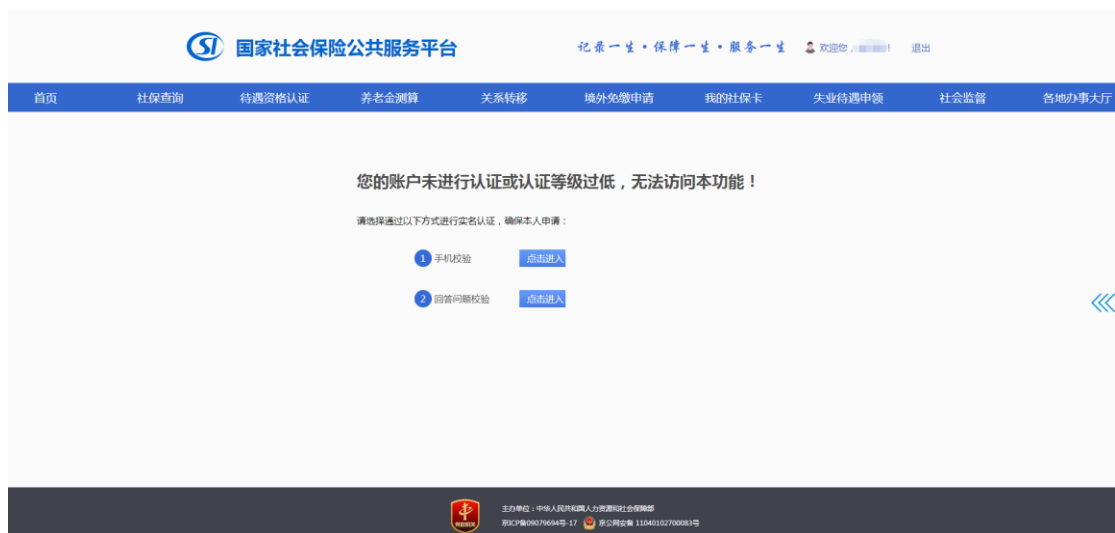 国家社会保险公共服务平台
记录一生·保障一生·服务一生
欢迎您， ！ 退出
首页 社保查询 待遇资格认证 养老金测算 关系转移 境外免缴申请 我的社保卡 失业待遇申领 社会监督 各地办事大厅
您的账户未进行认证或认证等级过低，无法访问本功能！
请选择通过以下方式进行实名认证，确保本人申请：
1 手机校验 点击进入
2 回答问题校验 点击进入
主办单位：中华人民共和国人力资源和社会保障部
京ICP备09079694号-17 京公网安备 11040102700083号